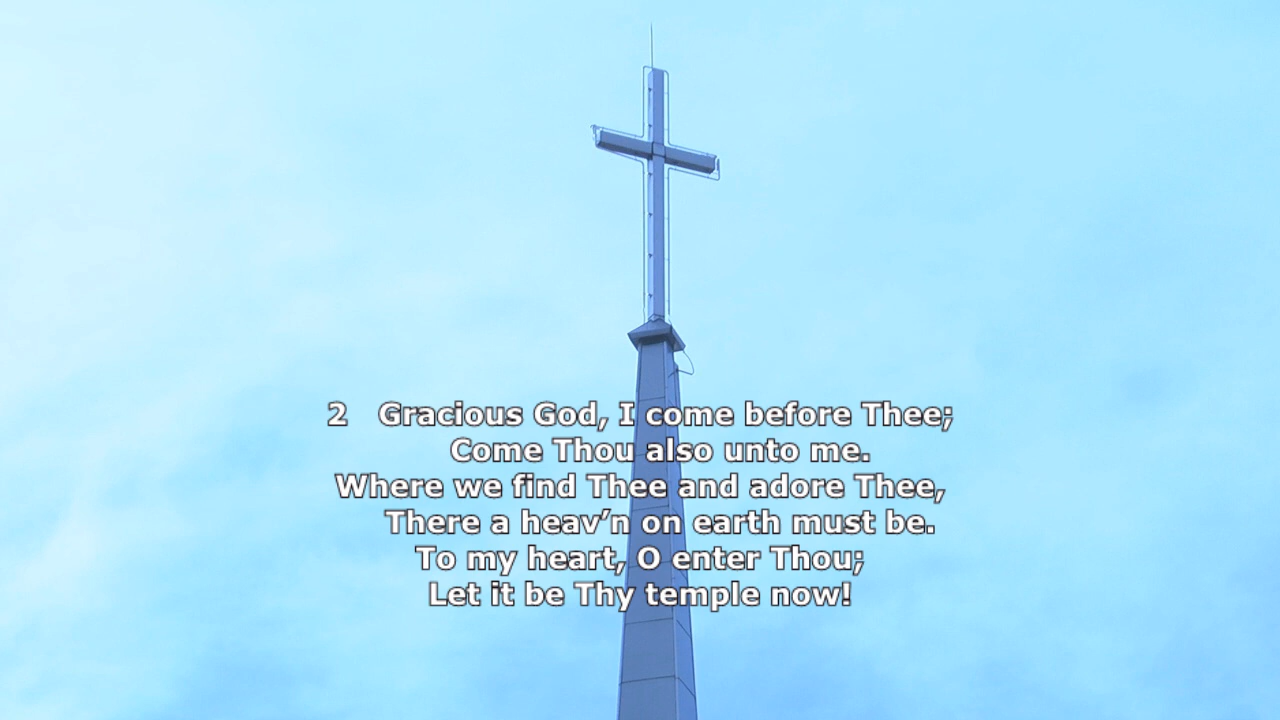 2 Gracious God, I come before Thee;
Come Thou also unto me.
Where we find Thee and adore Thee,
There a heav’n on earth must be.
To my heart, O enter Thou;
Let it be Thy temple now!